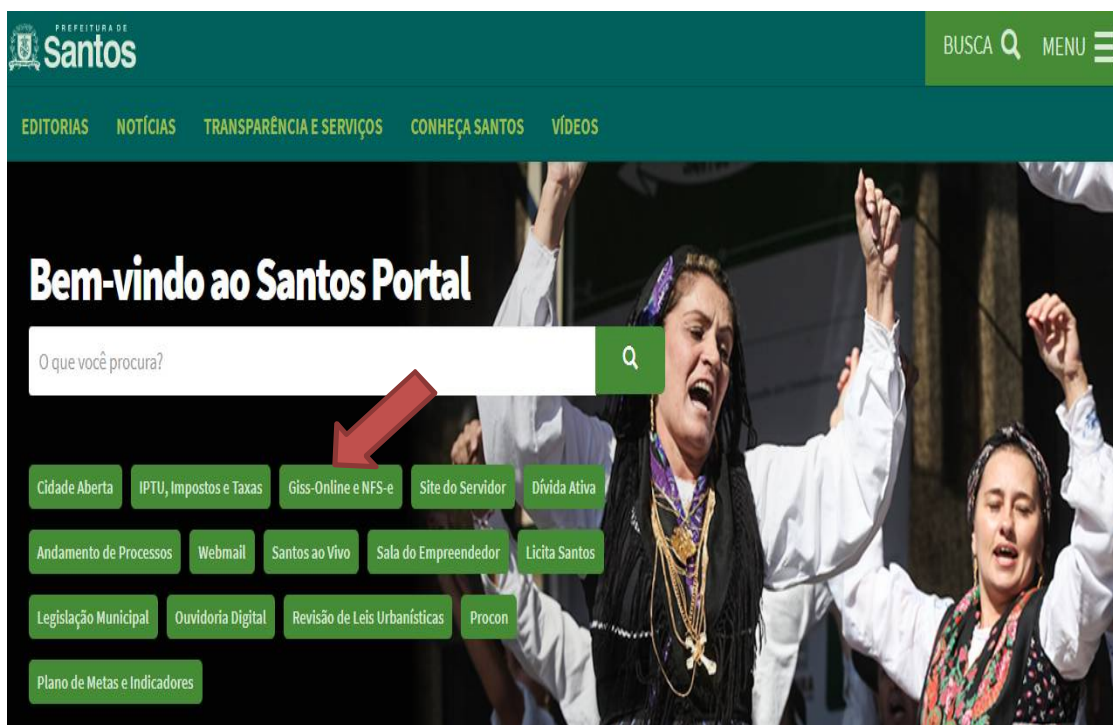 PREFEITURA DE
Santos
BUSCA MENU
EDITORIAS NOTÍCIAS TRANSPARÊNCIA E SERVIÇOS CONHEÇA SANTOS VÍDEOS
Bem-vindo ao Santos Portal
O que você procura?
Cidade Aberta IPTU, Impostos e Taxas Giss-Online e NFS-e Site do Servidor Dívida Ativa
Andamento de Processos Webmail Santos ao Vivo Sala do Empreendedor Licita Santos
Legislação Municipal Ouvidoria Digital Revisão de Leis Urbanísticas Procon
Plano de Metas e Indicadores